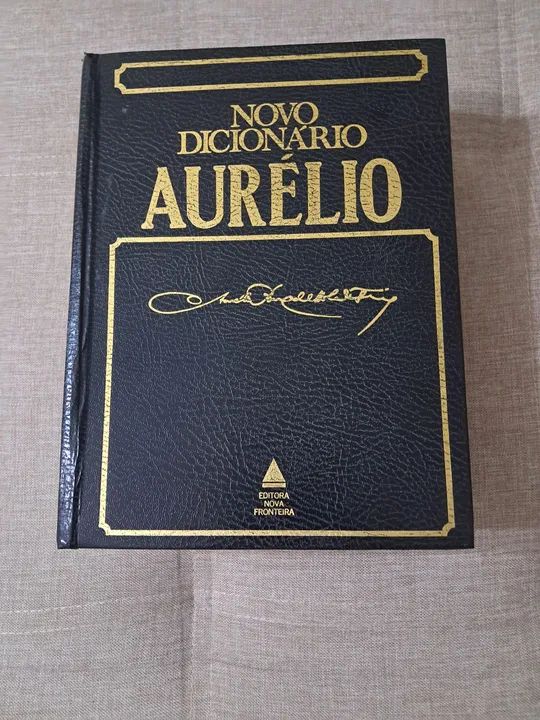 NOVO
DICIONÁRIO
AURÉLIO
EDITORA
NOVA
FRONTEIRA